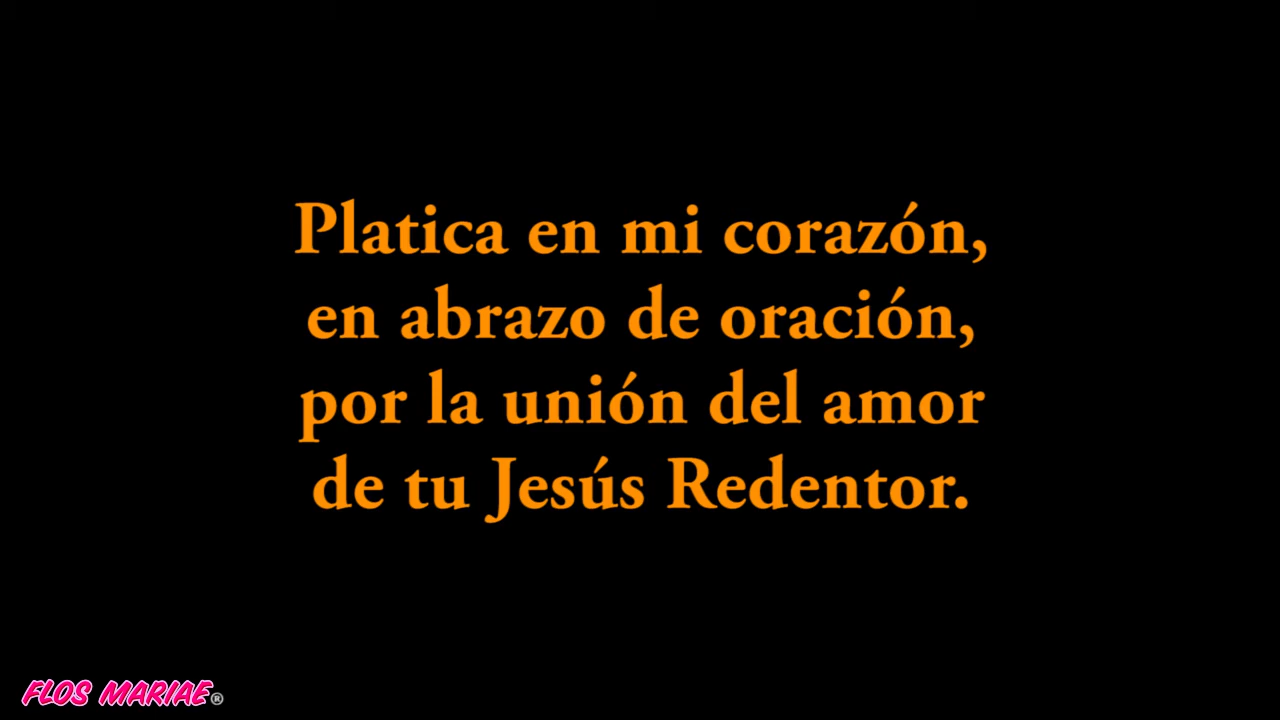 Platica en mi corazón,
en abrazo de oración,
por la unión del amor
de tu Jesús Redentor.
FLOS MARIAE®